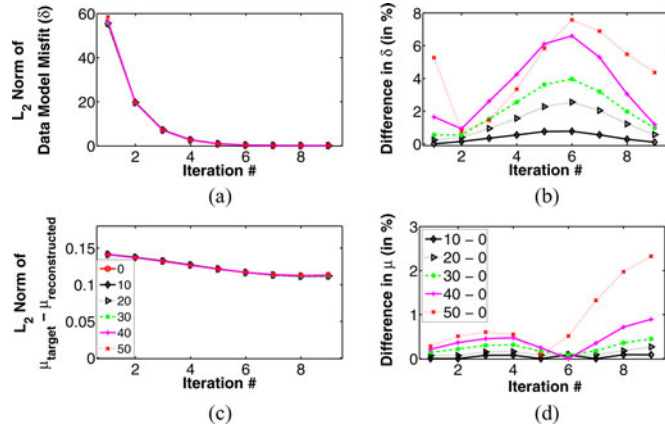 60
40
20
0
2
4
6
8
L2 Norm of
Data Model Misfit (δ)
Iteration #
(a)
8
6
4
2
0
2
4
6
8
Difference in δ (in %)
Iteration #
(b)
0.15
0.1
0.05
0
2
4
6
8
L2 Norm of
μtarget − μreconstructed
0
10
20
30
40
50
Iteration #
(c)
3
2
1
0
2
4
6
8
Difference in μ (in %)
10 − 0
20 − 0
30 − 0
40 − 0
50 − 0
Iteration #
(d)